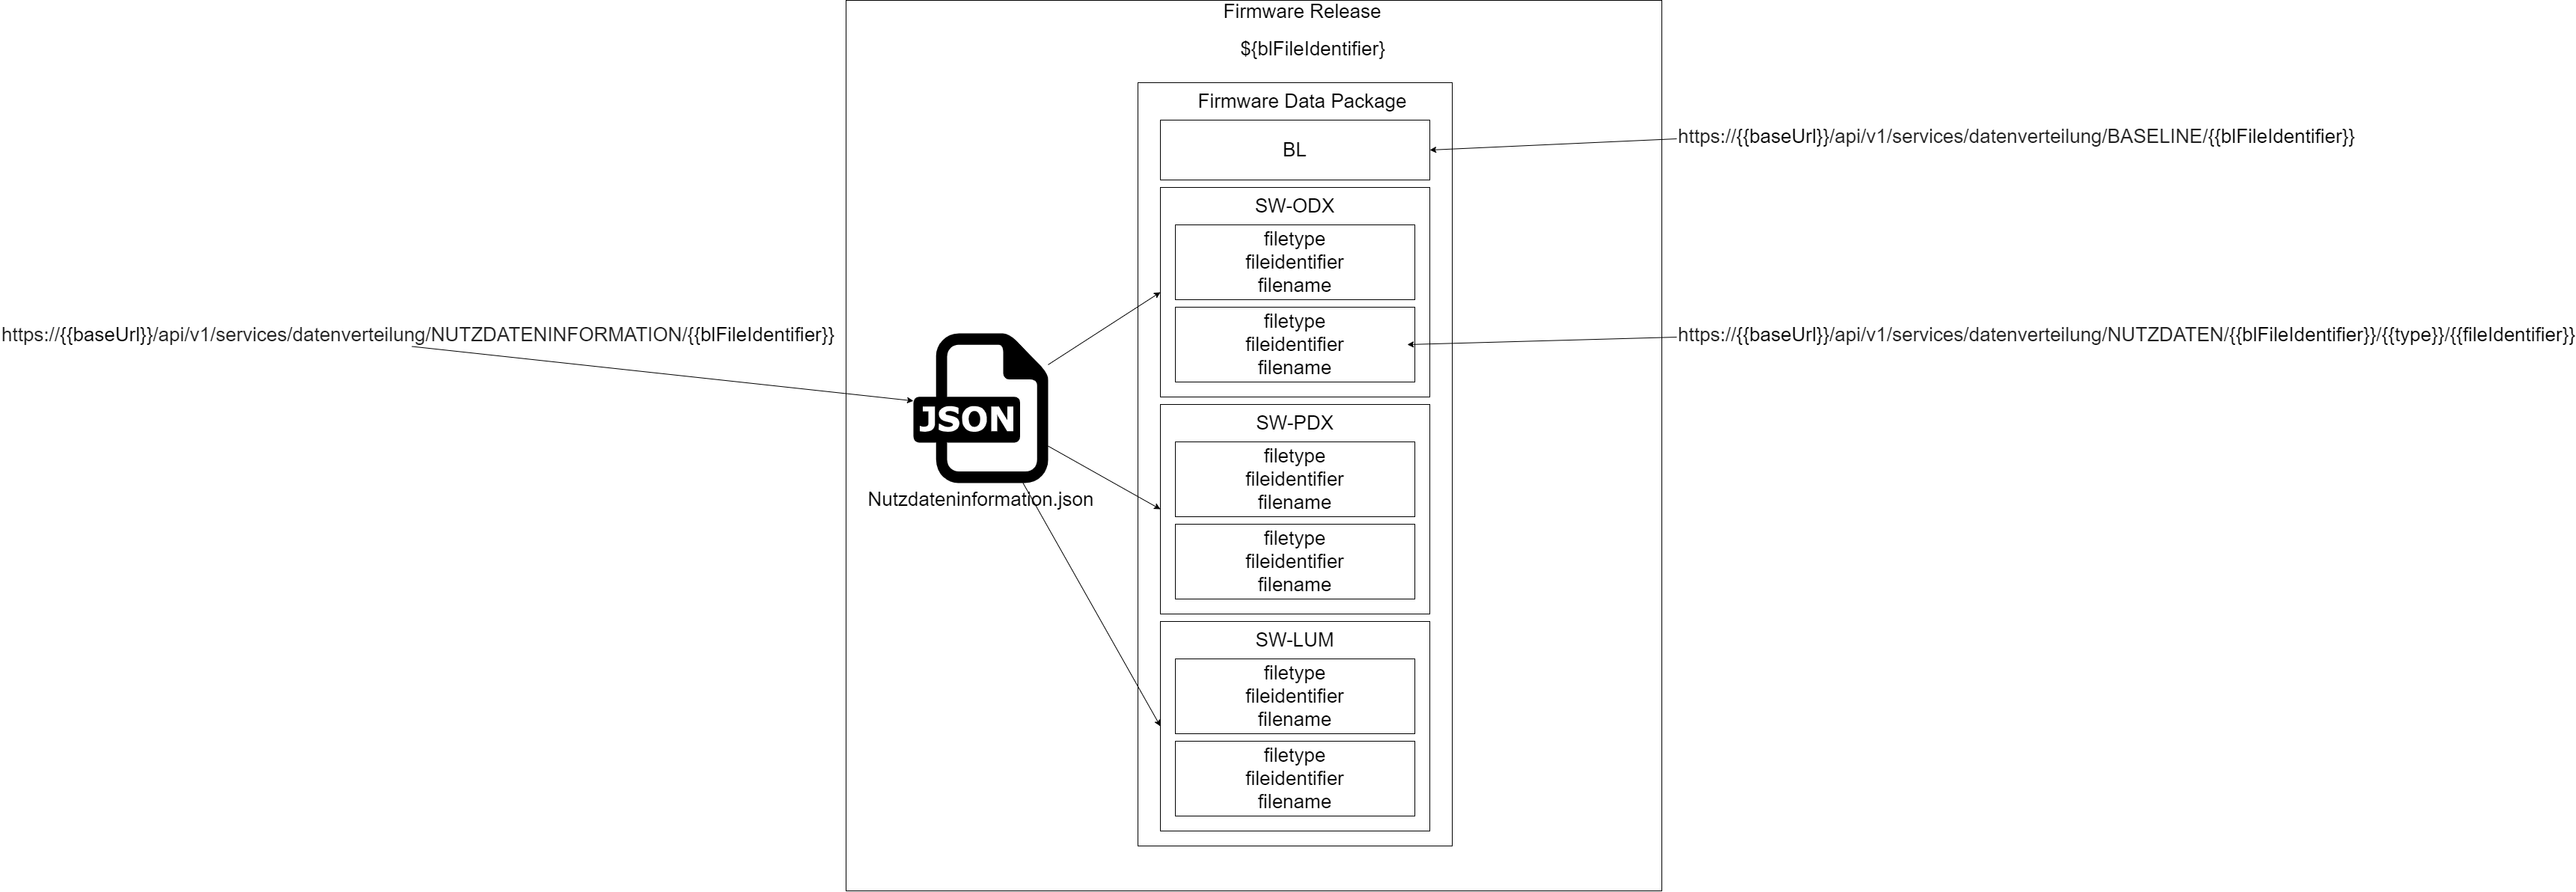 Firmware Release
${blFileIdentifier}
Firmware Data Package
BL
https://{{baseUrl}}/api/v1/services/datenverteilung/BASELINE/{{blFileIdentifier}}
SW-ODX
filetype
fileidentifier
filename
filetype
fileidentifier
filename
https://{{baseUrl}}/api/v1/services/datenverteilung/NUTZDATENINFORMATION/{{blFileIdentifier}}
https://{{baseUrl}}/api/v1/services/datenverteilung/NUTZDATEN/{{blFileIdentifier}}/{{type}}/{{fileIdentifier}}
JSON
Nutzdateninformation.json
SW-PDX
filetype
fileidentifier
filename
filetype
fileidentifier
filename
SW-LUM
filetype
fileidentifier
filename
filetype
fileidentifier
filename